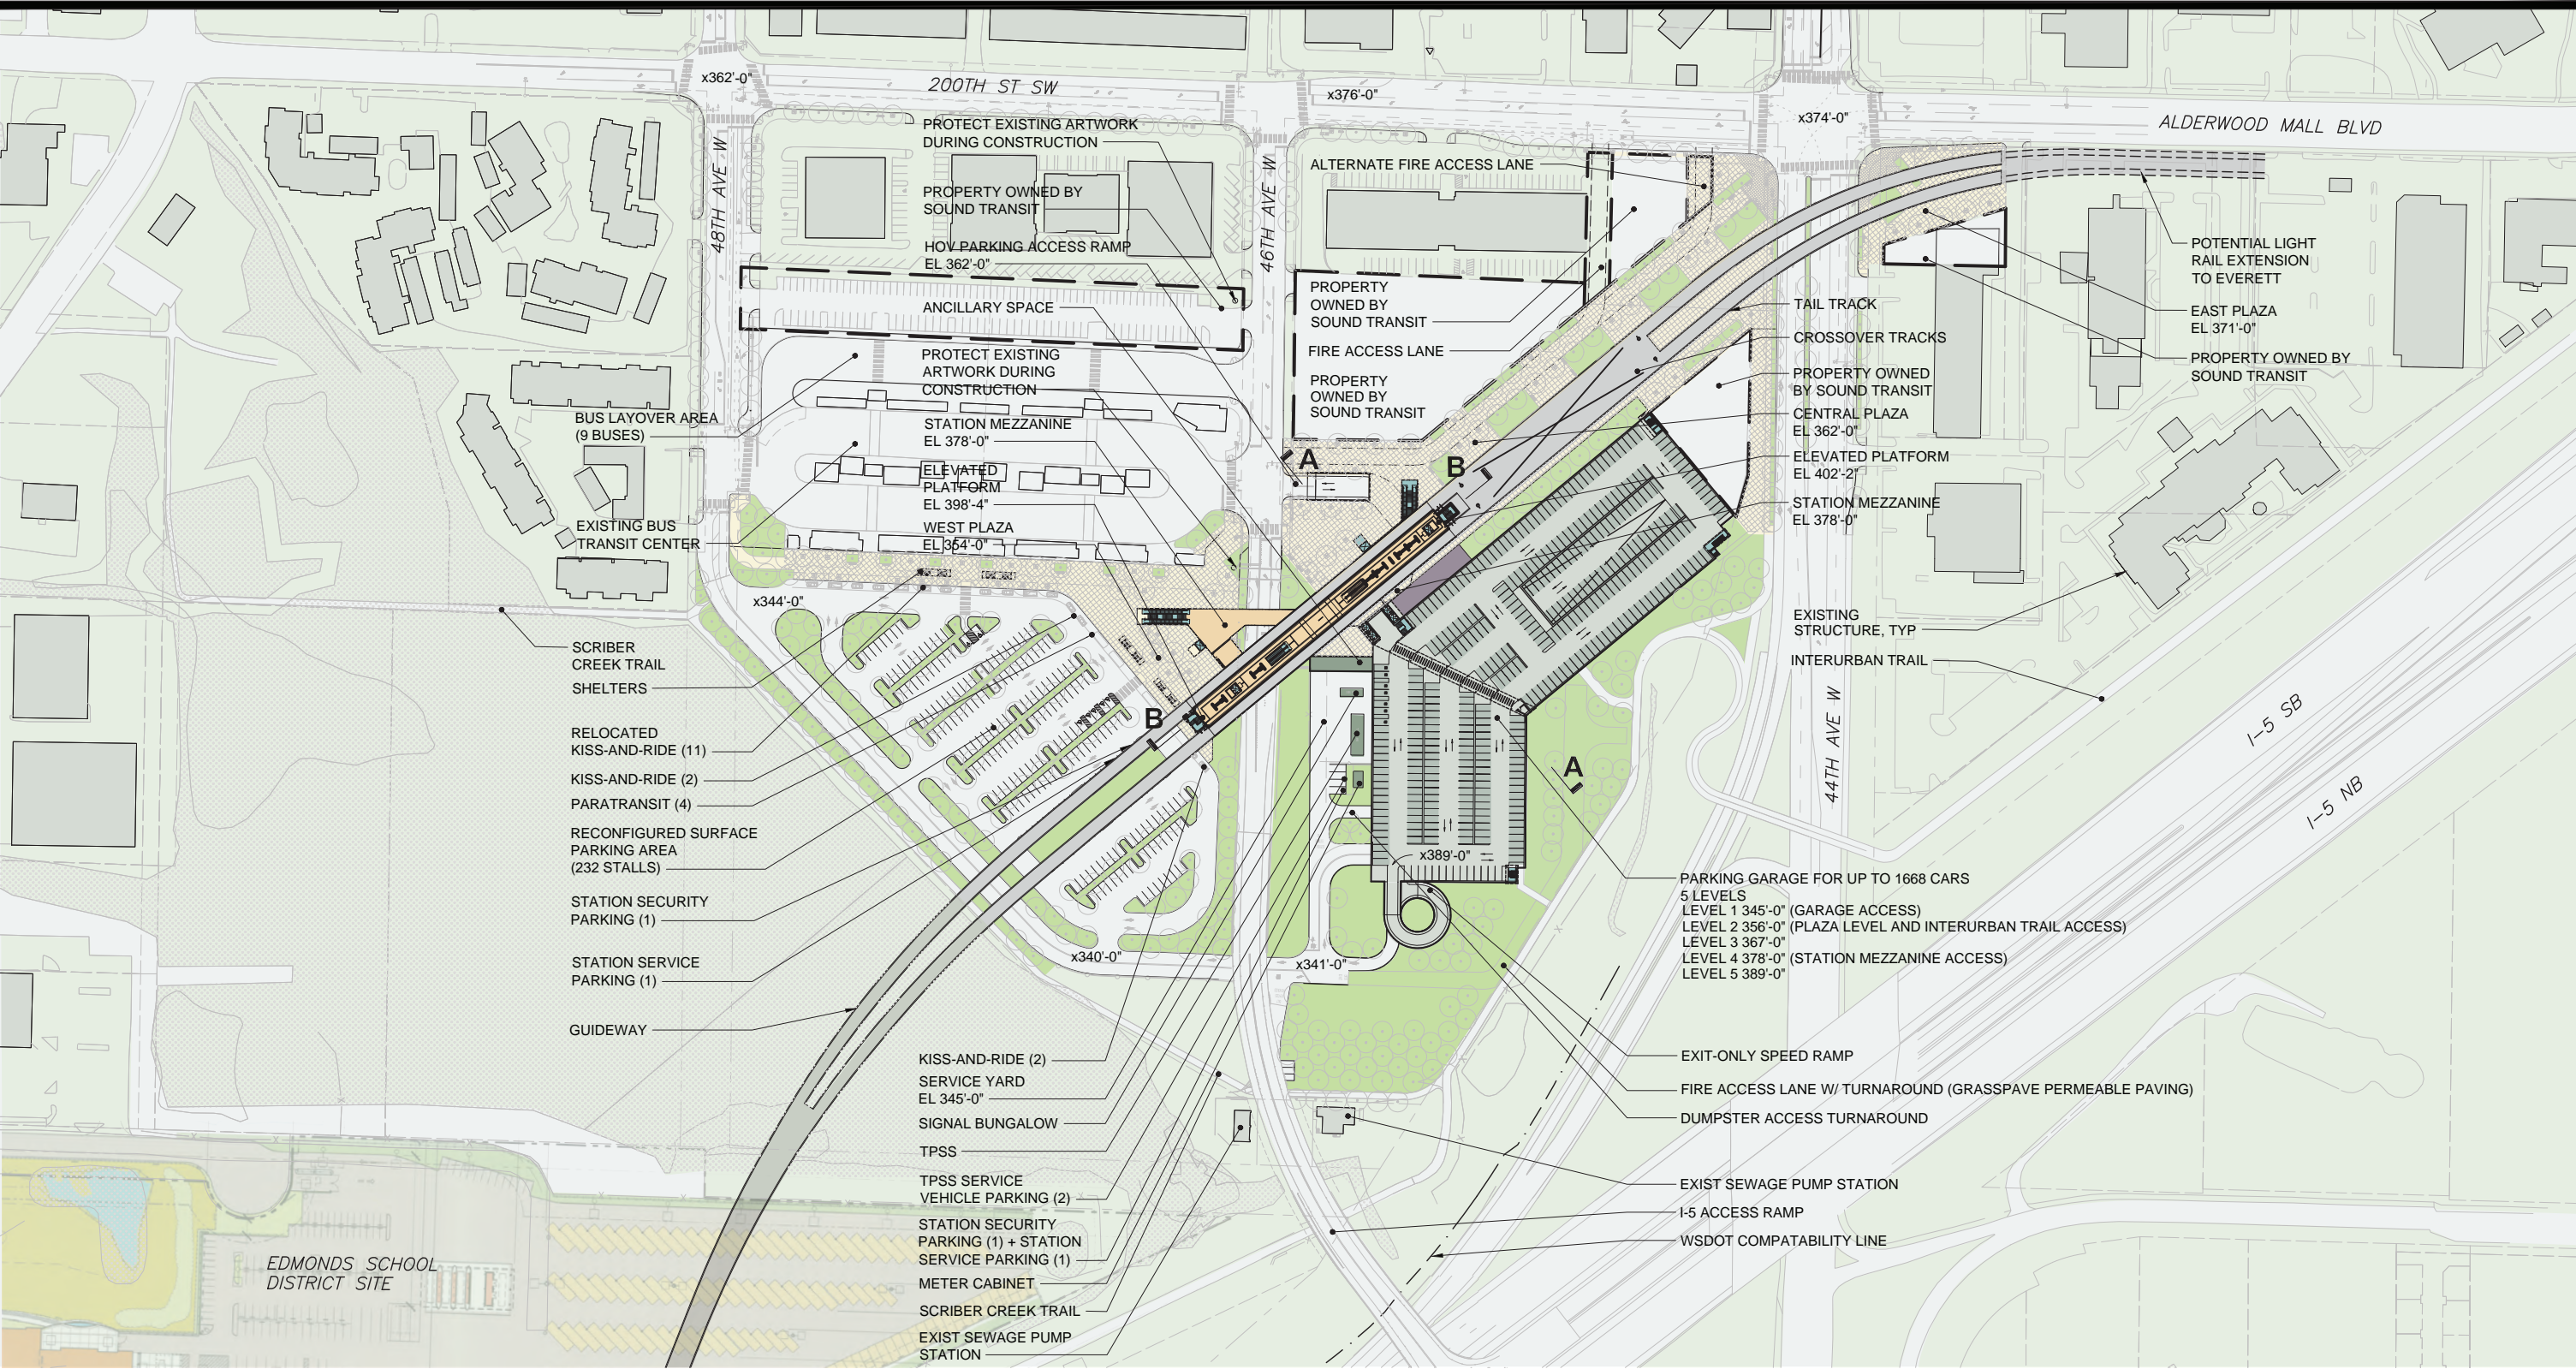 x362'-0"
200TH ST SW
x376'-0"
x374'-0"
ALDERWOOD MALL BLVD
48TH AVE W
46TH AVE W
44TH AVE W
PROTECT EXISTING ARTWORK
DURING CONSTRUCTION
PROPERTY OWNED BY
SOUND TRANSIT
HOV PARKING ACCESS RAMP
EL 362'-0"
ANCILLARY SPACE
PROTECT EXISTING
ARTWORK DURING
CONSTRUCTION
STATION MEZZANINE
EL 378'-0"
ELEVATED
PLATFORM
EL 398'-4"
WEST PLAZA
EL 354'-0"
ALTERNATE FIRE ACCESS LANE
PROPERTY
OWNED BY
SOUND TRANSIT
FIRE ACCESS LANE
PROPERTY
OWNED BY
SOUND TRANSIT
A
B
TAIL TRACK
CROSSOVER TRACKS
PROPERTY OWNED
BY SOUND TRANSIT
CENTRAL PLAZA
EL 362'-0"
ELEVATED PLATFORM
EL 402'-2"
STATION MEZZANINE
EL 378'-0"
POTENTIAL LIGHT
RAIL EXTENSION
TO EVERETT
EAST PLAZA
EL 371'-0"
PROPERTY OWNED BY
SOUND TRANSIT
EXISTING
STRUCTURE, TYP
INTERURBAN TRAIL
I-5 SB
I-5 NB
BUS LAYOVER AREA
(9 BUSES)
EXISTING BUS
TRANSIT CENTER
x344'-0"
SCRIBER
CREEK TRAIL
SHELTERS
RELOCATED
KISS-AND-RIDE (11)
KISS-AND-RIDE (2)
PARATRANSIT (4)
RECONFIGURED SURFACE
PARKING AREA
(232 STALLS)
STATION SECURITY
PARKING (1)
STATION SERVICE
PARKING (1)
GUIDEWAY
B
A
x389'-0"
x340'-0"
x341'-0"
PARKING GARAGE FOR UP TO 1668 CARS
5 LEVELS
LEVEL 1 345'-0" (GARAGE ACCESS)
LEVEL 2 356'-0" (PLAZA LEVEL AND INTERURBAN TRAIL ACCESS)
LEVEL 3 367'-0"
LEVEL 4 378'-0" (STATION MEZZANINE ACCESS)
LEVEL 5 389'-0"
KISS-AND-RIDE (2)
SERVICE YARD
EL 345'-0"
SIGNAL BUNGALOW
TPSS
TPSS SERVICE
VEHICLE PARKING (2)
STATION SECURITY
PARKING (1) + STATION
SERVICE PARKING (1)
METER CABINET
SCRIBER CREEK TRAIL
EXIST SEWAGE PUMP
STATION
EXIT-ONLY SPEED RAMP
FIRE ACCESS LANE W/ TURNAROUND (GRASSPAVE PERMEABLE PAVING)
DUMPSTER ACCESS TURNAROUND
EXIST SEWAGE PUMP STATION
I-5 ACCESS RAMP
WSDOT COMPATABILITY LINE
EDMONDS SCHOOL
DISTRICT SITE